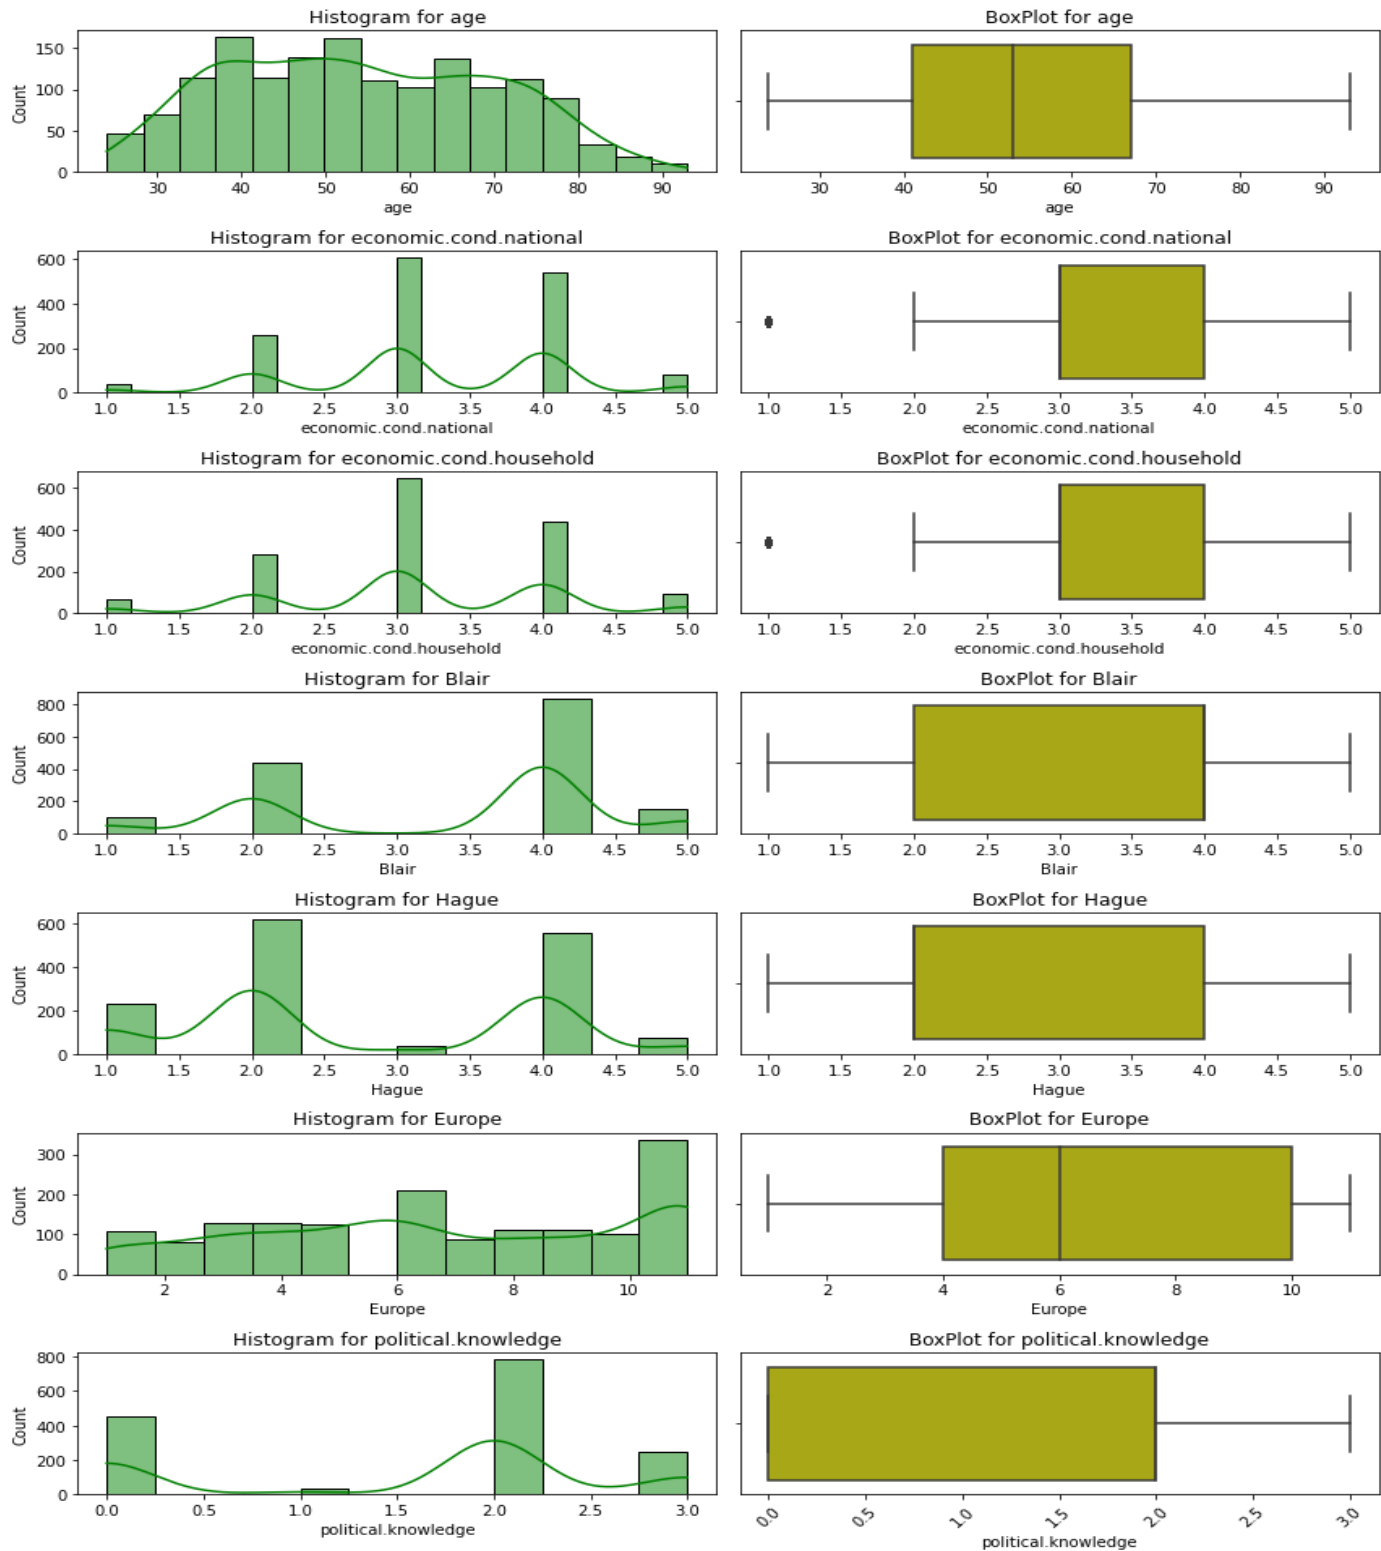 Histogram for age
BoxPlot for age
Count
150
100
50
0
30 40 50 60 70 80 90
age
30 40 50 60 70 80 90
age
Histogram for economic.cond.national
BoxPlot for economic.cond.national
Count
600
400
200
0
1.0 1.5 2.0 2.5 3.0 3.5 4.0 4.5 5.0
economic.cond.national
1.0 1.5 2.0 2.5 3.0 3.5 4.0 4.5 5.0
economic.cond.national
Histogram for economic.cond.household
BoxPlot for economic.cond.household
Count
600
400
200
0
1.0 1.5 2.0 2.5 3.0 3.5 4.0 4.5 5.0
economic.cond.household
1.0 1.5 2.0 2.5 3.0 3.5 4.0 4.5 5.0
economic.cond.household
Histogram for Blair
BoxPlot for Blair
Count
800
600
400
200
0
1.0 1.5 2.0 2.5 3.0 3.5 4.0 4.5 5.0
Blair
1.0 1.5 2.0 2.5 3.0 3.5 4.0 4.5 5.0
Blair
Histogram for Hague
BoxPlot for Hague
Count
600
400
200
0
1.0 1.5 2.0 2.5 3.0 3.5 4.0 4.5 5.0
Hague
1.0 1.5 2.0 2.5 3.0 3.5 4.0 4.5 5.0
Hague
Histogram for Europe
BoxPlot for Europe
Count
300
200
100
0
2 4 6 8 10
Europe
2 4 6 8 10
Europe
Histogram for political.knowledge
BoxPlot for political.knowledge
Count
800
600
400
200
0
0.0 0.5 1.0 1.5 2.0 2.5 3.0
political.knowledge
0.0 0.5 1.0 1.5 2.0 2.5 3.0
political.knowledge